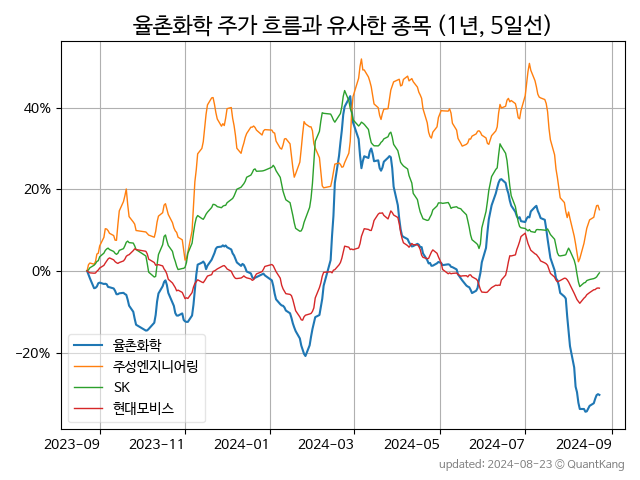 율촌화학 주가 흐름과 유사한 종목 (1년, 5일선)
40%
20%
0%
−20%
율촌화학
주성엔지니어링
SK
현대모비스
2023-09 2023-11 2024-01 2024-03 2024-05 2024-07 2024-09
updated: 2024-08-23 © QuantKang